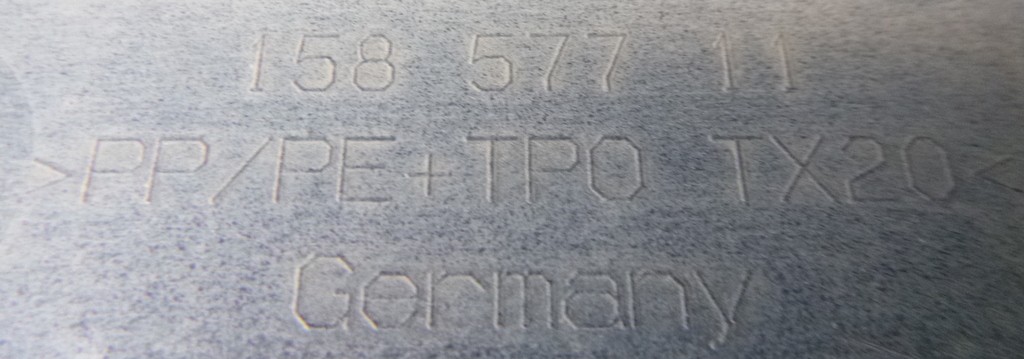 158 577 11
>PP/PE+TPO TX20<
Germany